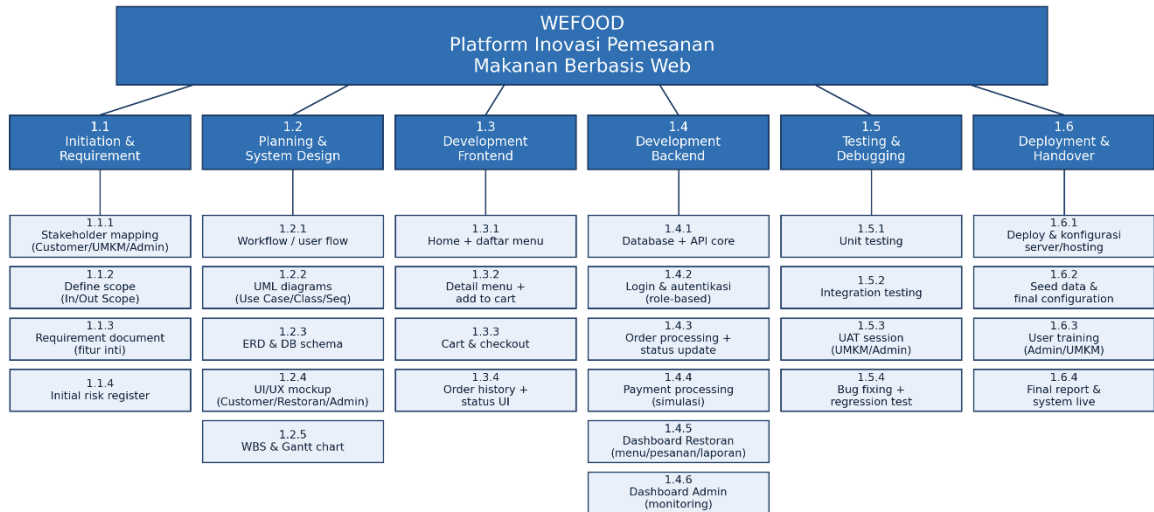 WEFOOD
Platform Inovasi Pemesanan
Makanan Berbasis Web
1.1
Initiation &
Requirement
1.2
Planning &
System Design
1.3
Development
Frontend
1.4
Development
Backend
1.5
Testing &
Debugging
1.6
Deployment &
Handover
1.1.1
Stakeholder mapping
(Customer/UMKM/Admin)
1.1.2
Define scope
(In/Out Scope)
1.1.3
Requirement document
(fitur inti)
1.1.4
Initial risk register
1.2.1
Workflow / user flow
1.2.2
UML diagrams
(Use Case/Class/Seq)
1.2.3
ERD & DB schema
1.2.4
UI/UX mockup
(Customer/Restoran/Admin)
1.2.5
WBS & Gantt chart
1.3.1
Home + daftar menu
1.3.2
Detail menu +
add to cart
1.3.3
Cart & checkout
1.3.4
Order history +
status UI
1.4.1
Database + API core
1.4.2
Login & autentikasi
(role-based)
1.4.3
Order processing +
status update
1.4.4
Payment processing
(simulasi)
1.4.5
Dashboard Restoran
(menu/pesanan/laporan)
1.4.6
Dashboard Admin
(monitoring)
1.5.1
Unit testing
1.5.2
Integration testing
1.5.3
UAT session
(UMKM/Admin)
1.5.4
Bug fixing +
regression test
1.6.1
Deploy & konfigurasi
server/hosting
1.6.2
Seed data &
final configuration
1.6.3
User training
(Admin/UMKM)
1.6.4
Final report &
system live